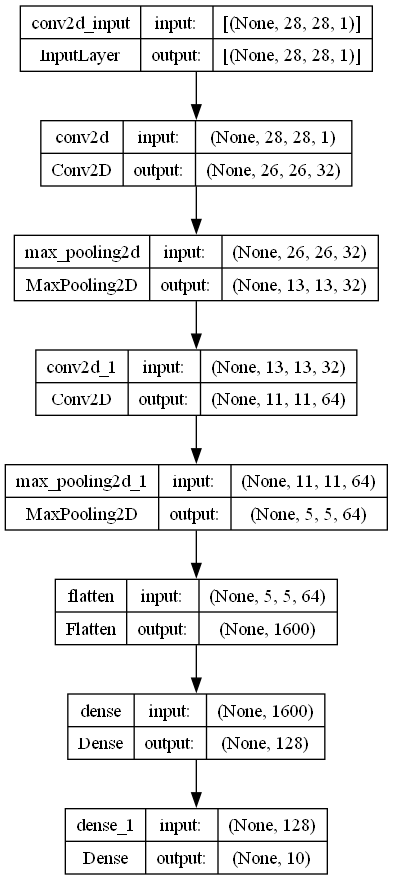 conv2d_input input: [(None, 28, 28, 1)]
InputLayer output: [(None, 28, 28, 1)]
conv2d input: (None, 28, 28, 1)
Conv2D output: (None, 26, 26, 32)
max_pooling2d input: (None, 26, 26, 32)
MaxPooling2D output: (None, 13, 13, 32)
conv2d_1 input: (None, 13, 13, 32)
Conv2D output: (None, 11, 11, 64)
max_pooling2d_1 input: (None, 11, 11, 64)
MaxPooling2D output: (None, 5, 5, 64)
flatten input: (None, 5, 5, 64)
Flatten output: (None, 1600)
dense input: (None, 1600)
Dense output: (None, 128)
dense_1 input: (None, 128)
Dense output: (None, 10)